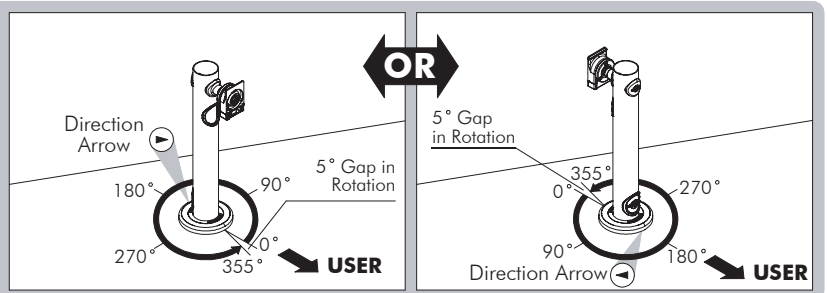 OR
Direction
Arrow
5° Gap in
Rotation
180°
90°
270°
0°
355°
USER
5° Gap
in Rotation
355°
0°
270°
90°
180°
Direction Arrow
USER